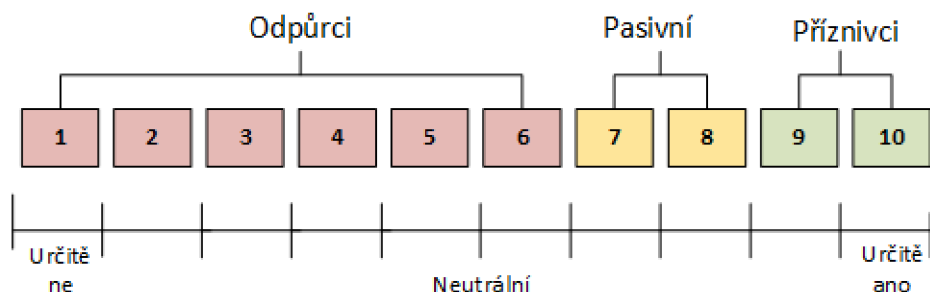 Odpůrci Pasivní Příznivci
1 2 3 4 5 6 7 8 9 10
Určitě Určitě
ne Neutrální ano